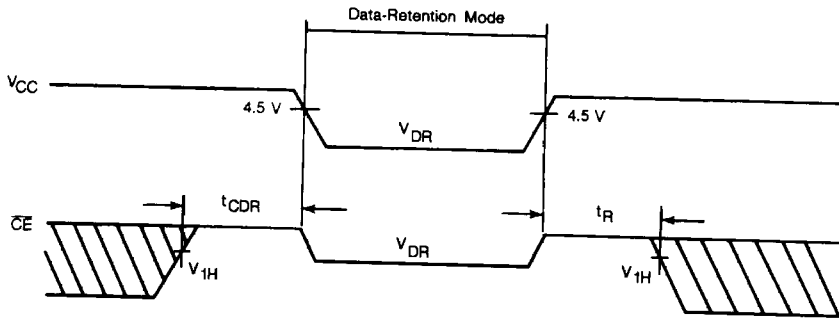 Data-Retention Mode
VCC
4.5 V
VDR
4.5 V
tCDR
tR
CE
VDR
V1H
V1H